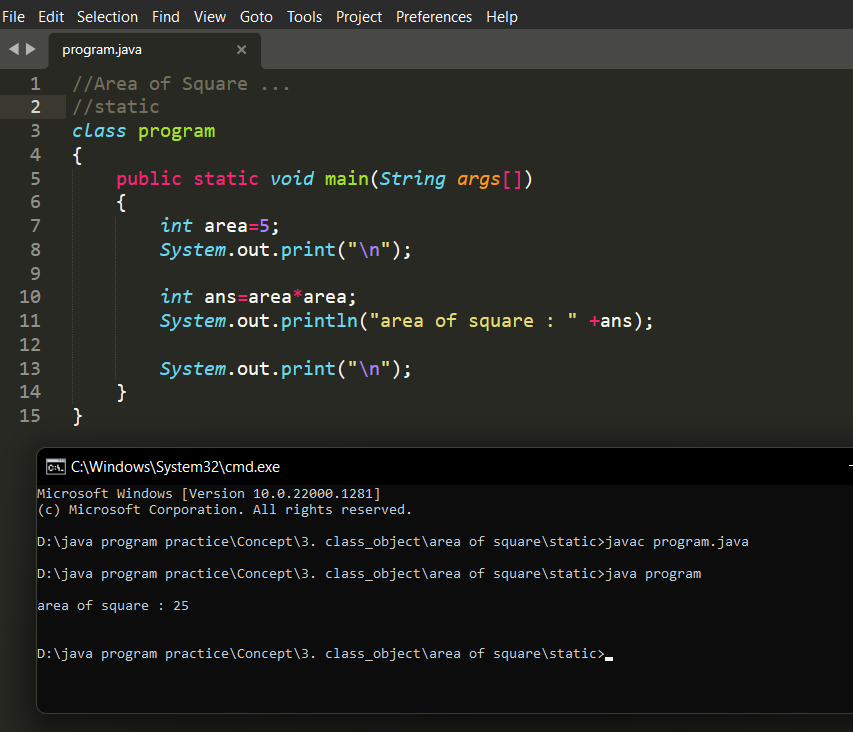 File Edit Selection Find View Goto Tools Project Preferences Help
program.java
1 //Area of Square ...
2 //static
3 class program
4 {
5 public static void main(String args[])
6 {
7 int area=5;
8 System.out.print("\n");
9
10 int ans=area*area;
11 System.out.println("area of square : " +ans);
12
13 System.out.print("\n");
14 }
15 }
C:\Windows\System32\cmd.exe
Microsoft Windows [Version 10.0.22000.1281]
(c) Microsoft Corporation. All rights reserved.
D:\java program practice\Concept\3. class_object\area of square\static>javac program.java
D:\java program practice\Concept\3. class_object\area of square\static>java program
area of square : 25
D:\java program practice\Concept\3. class_object\area of square\static>